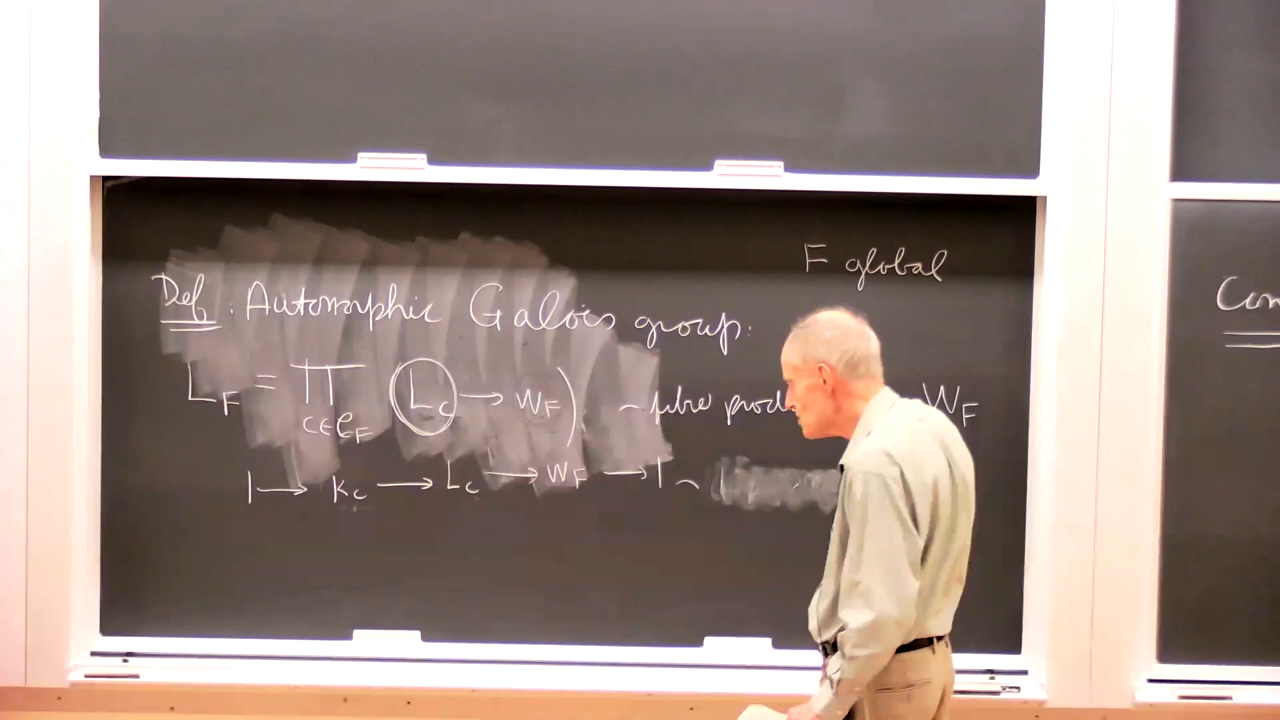 F global
Def: Automorphic Galois group:
L_F = ∏_{c∈𝒞_F} (L_c → W_F) ~ fibre prod W_F
1 → K_c → L_c → W_F → 1 ~
Con